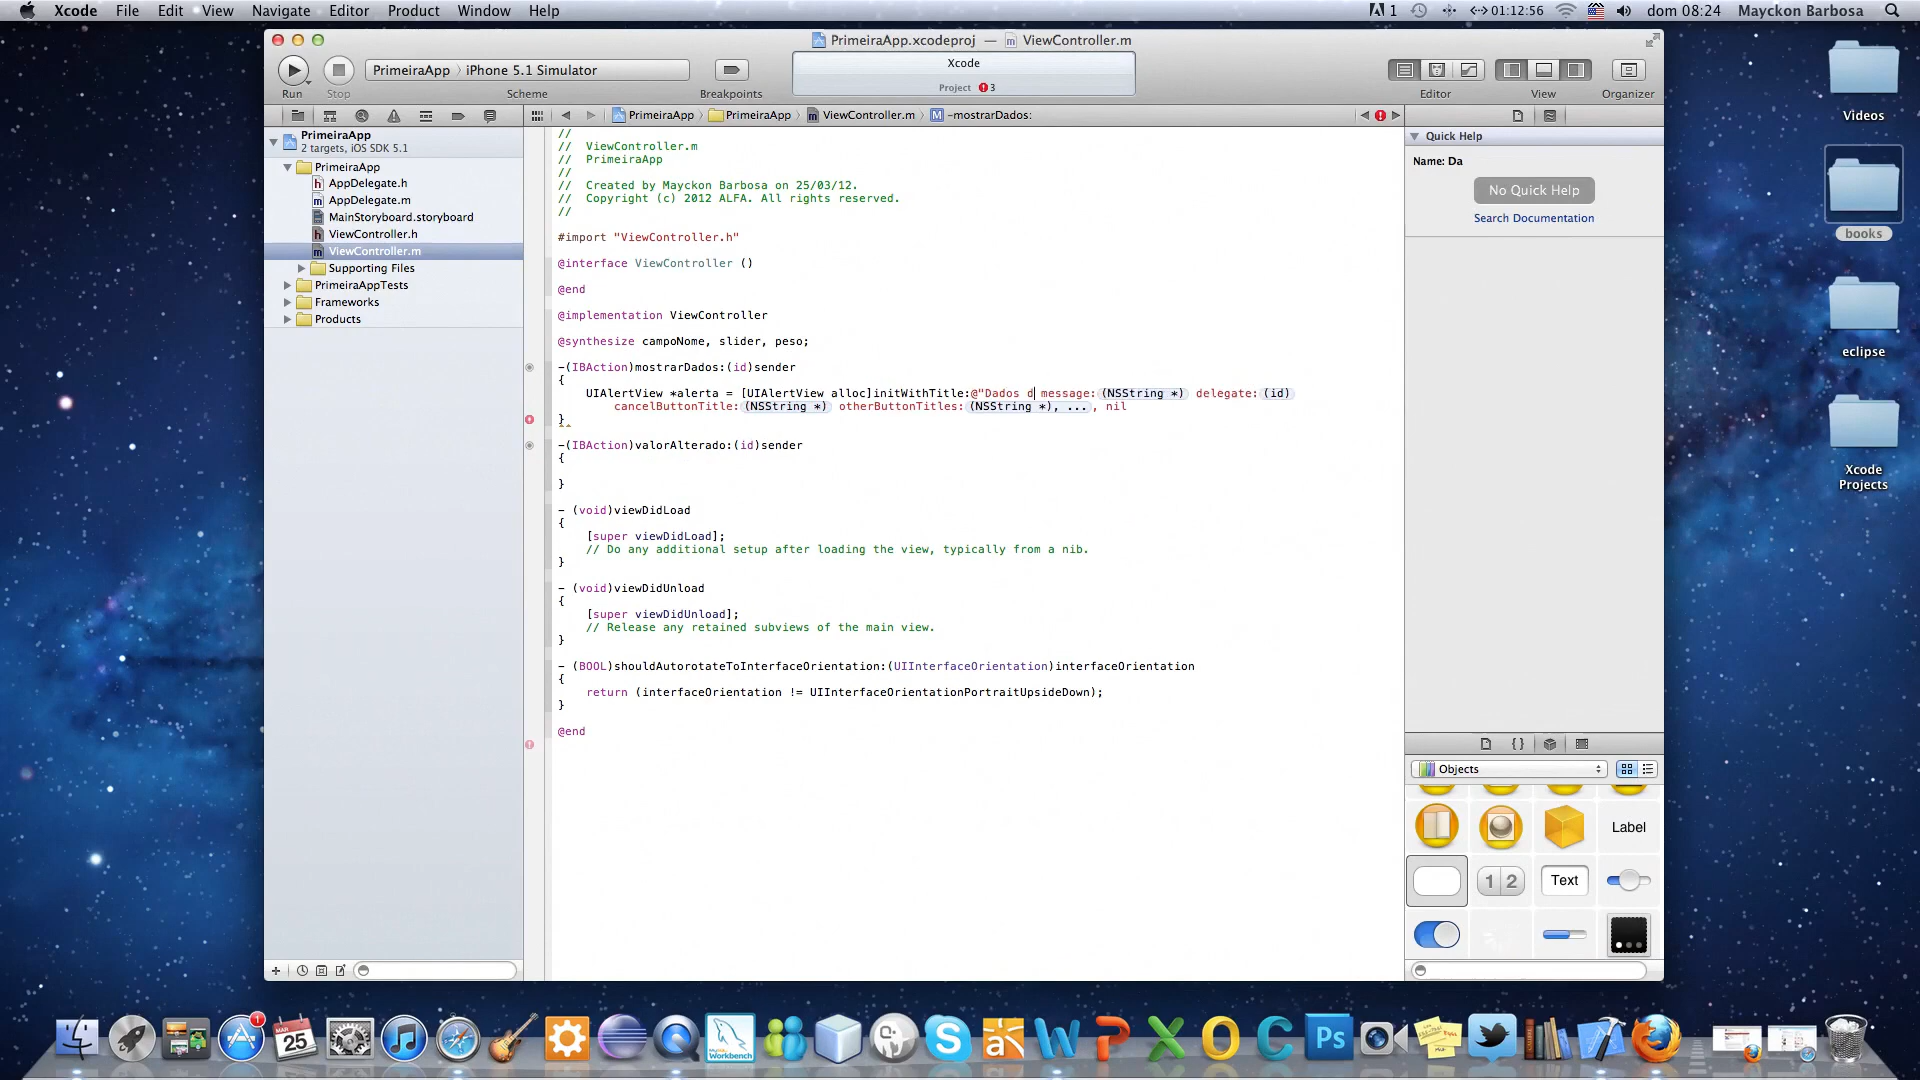 Xcode File Edit View Navigate Editor Product Window Help
1 01:12:56 dom 08:24 Mayckon Barbosa
PrimeiraApp.xcodeproj — ViewController.m
PrimeiraApp › iPhone 5.1 Simulator
Xcode
Project 3
Run Stop Scheme Breakpoints Editor View Organizer
PrimeiraApp PrimeiraApp ViewController.m -mostrarDados:
PrimeiraApp
2 targets, iOS SDK 5.1
PrimeiraApp
AppDelegate.h
AppDelegate.m
MainStoryboard.storyboard
ViewController.h
ViewController.m
Supporting Files
PrimeiraAppTests
Frameworks
Products
//
// ViewController.m
// PrimeiraApp
//
// Created by Mayckon Barbosa on 25/03/12.
// Copyright (c) 2012 ALFA. All rights reserved.
//
#import "ViewController.h"
@interface ViewController ()
@end
@implementation ViewController
@synthesize campoNome, slider, peso;
-(IBAction)mostrarDados:(id)sender
{
UIAlertView *alerta = [UIAlertView alloc]initWithTitle:@"Dados d message:(NSString *) delegate:(id)
cancelButtonTitle:(NSString *) otherButtonTitles:(NSString *), ..., nil
}
-(IBAction)valorAlterado:(id)sender
{
}
- (void)viewDidLoad
{
[super viewDidLoad];
// Do any additional setup after loading the view, typically from a nib.
}
- (void)viewDidUnload
{
[super viewDidUnload];
// Release any retained subviews of the main view.
}
- (BOOL)shouldAutorotateToInterfaceOrientation:(UIInterfaceOrientation)interfaceOrientation
{
return (interfaceOrientation != UIInterfaceOrientationPortraitUpsideDown);
}
@end
Quick Help
Name: Da
No Quick Help
Search Documentation
{ }
Objects
Label
1 2
Text
Videos
books
eclipse
Xcode
Projects
1
MAR
25
MySQL
Workbench
W P X O C Ps